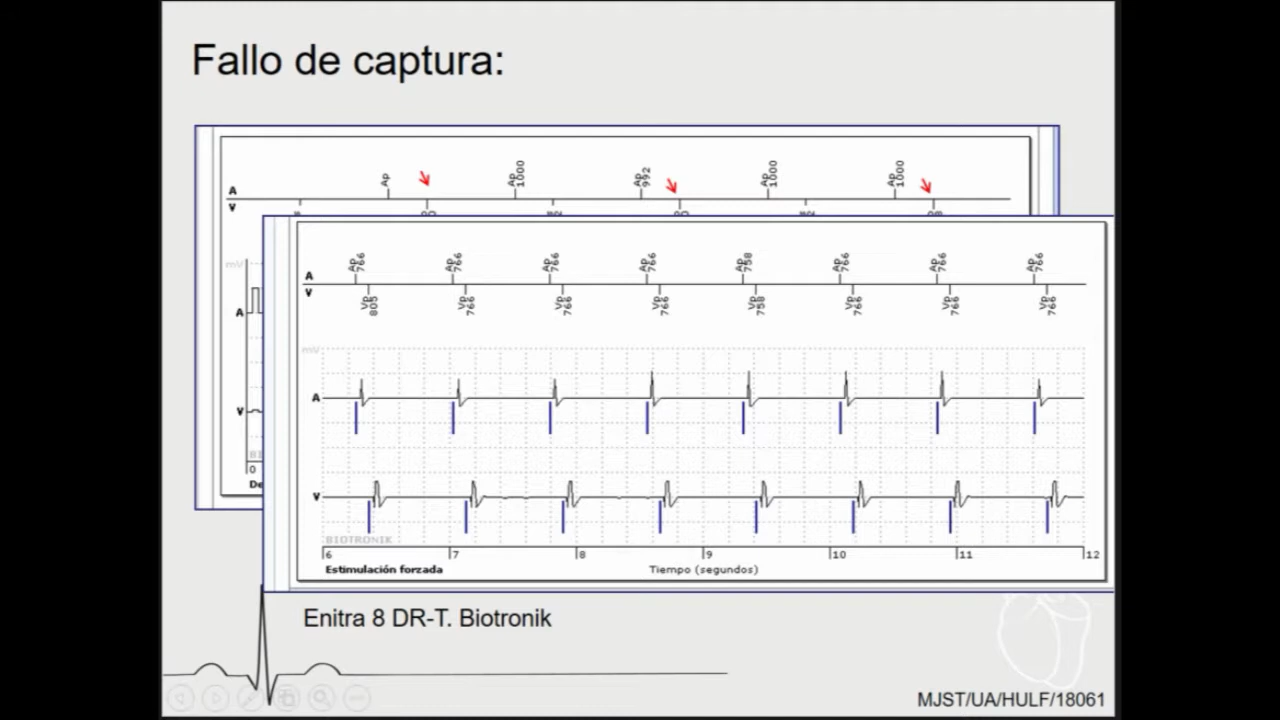 Fallo de captura:
Ap Ap 1000 Ap 992 Ap 1000 Ap 1000
A
V
mV
A
V
0
Ap 766 Ap 766 Ap 766 Ap 766 Ap 758 Ap 766 Ap 766 Ap 766
A
V
Vp 805 Vp 766 Vp 766 Vp 766 Vp 758 Vp 766 Vp 766 Vp 766
mV
A
V
BIOTRONIK
6 7 8 9 10 11 12
Estimulación forzada Tiempo (segundos)
Enitra 8 DR-T. Biotronik
MJST/UA/HULF/18061